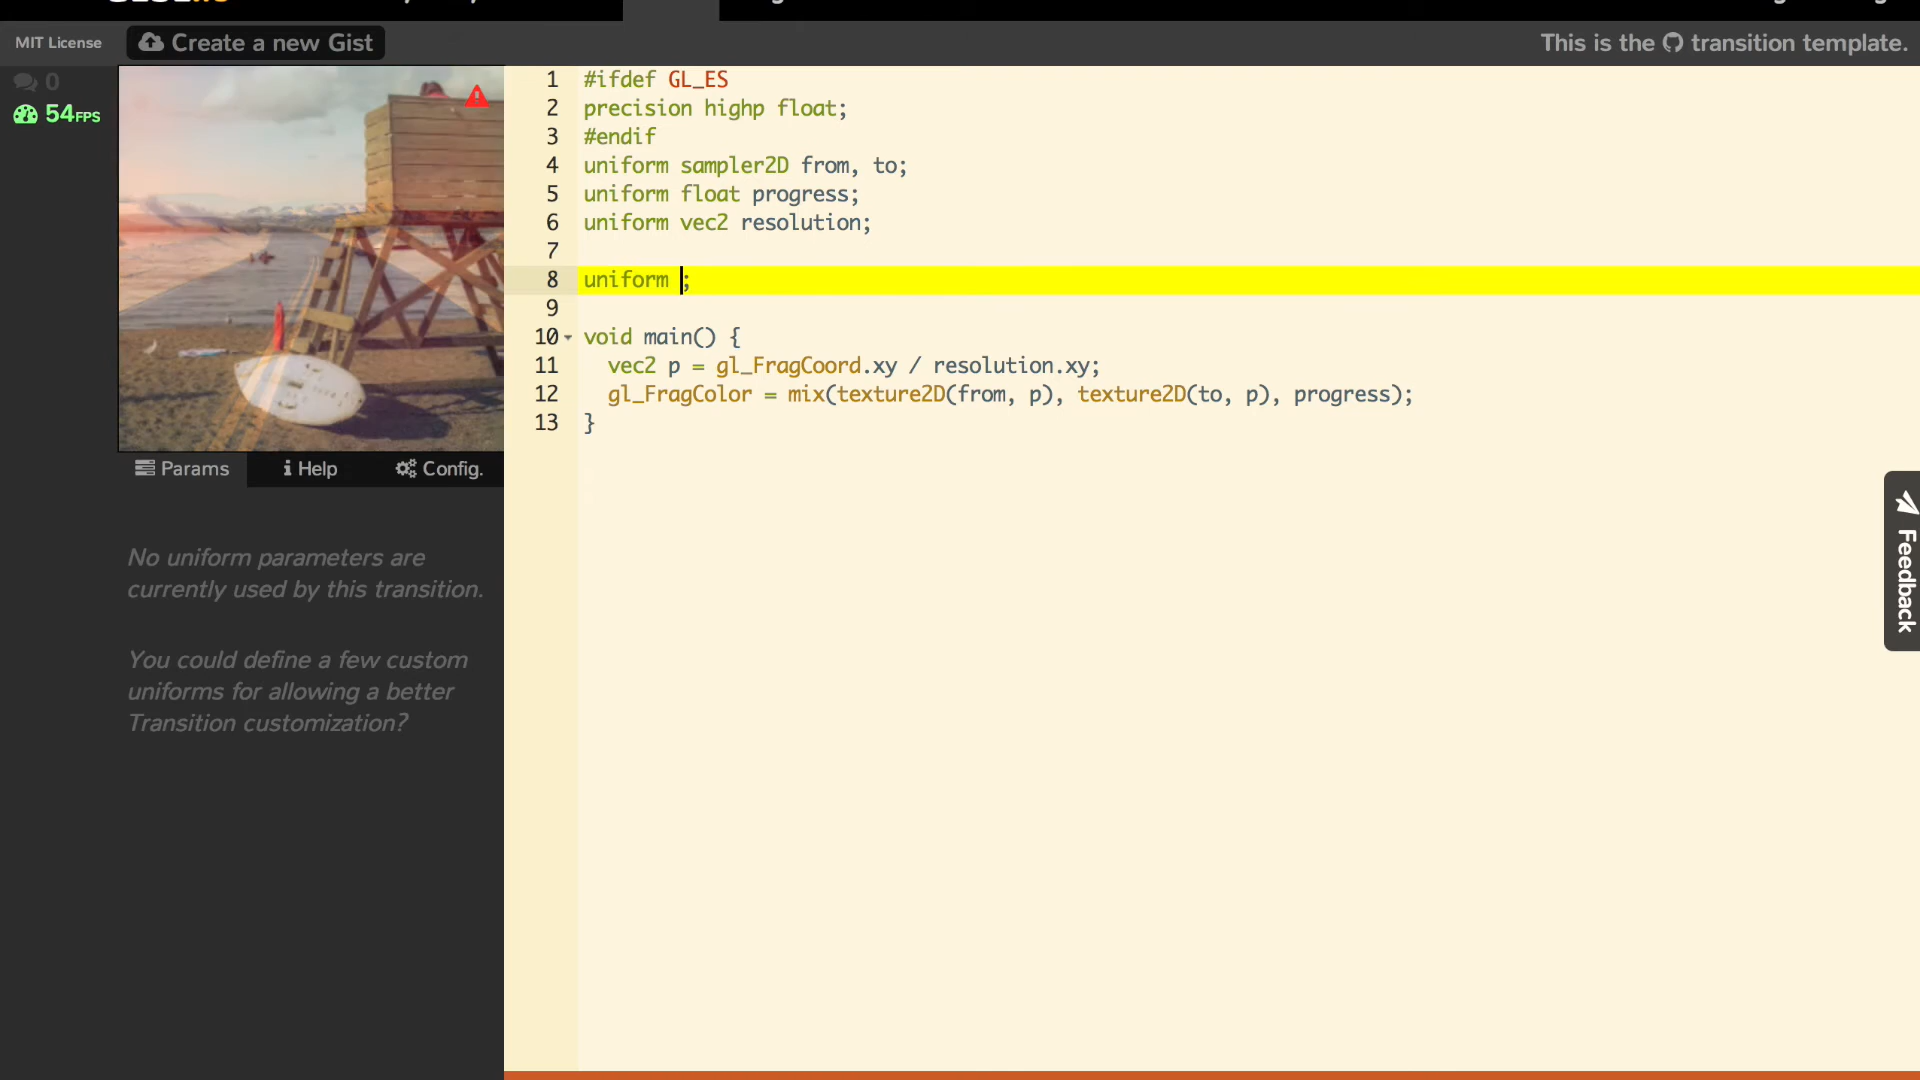 MIT License
Create a new Gist
This is the transition template.
0
54FPS
1 #ifdef GL_ES
2 precision highp float;
3 #endif
4 uniform sampler2D from, to;
5 uniform float progress;
6 uniform vec2 resolution;
7
8 uniform ;
9
10 void main() {
11 vec2 p = gl_FragCoord.xy / resolution.xy;
12 gl_FragColor = mix(texture2D(from, p), texture2D(to, p), progress);
13 }
Params
Help
Config.
No uniform parameters are
currently used by this transition.
You could define a few custom
uniforms for allowing a better
Transition customization?
Feedback